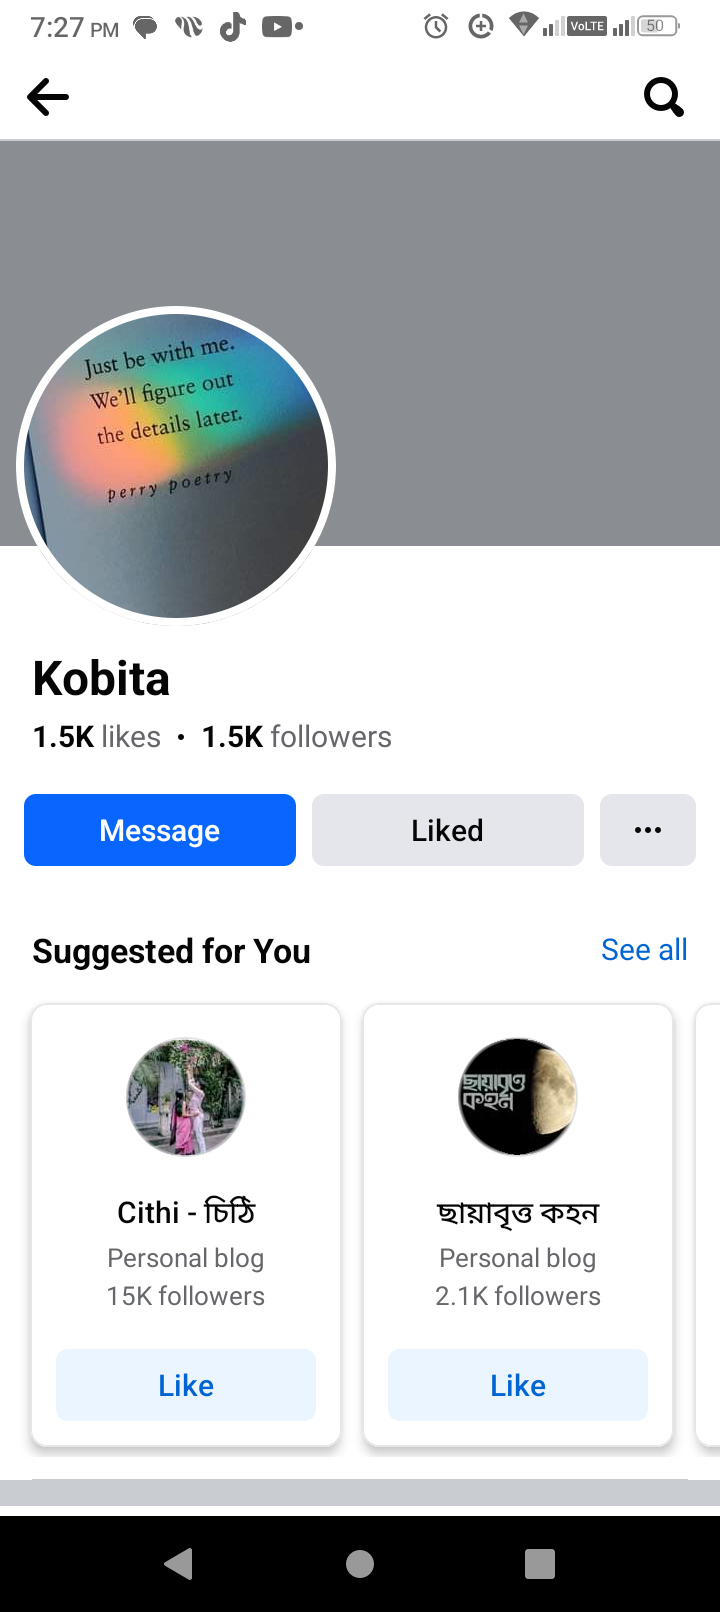 7:27 PM
VoLTE
50
Just be with me.
We'll figure out
the details later.
perry poetry
Kobita
1.5K likes • 1.5K followers
Message
Liked
Suggested for You
See all
ছায়াবৃত্ত
কহন
Cithi - চিঠি
ছায়াবৃত্ত কহন
Personal blog
Personal blog
15K followers
2.1K followers
Like
Like